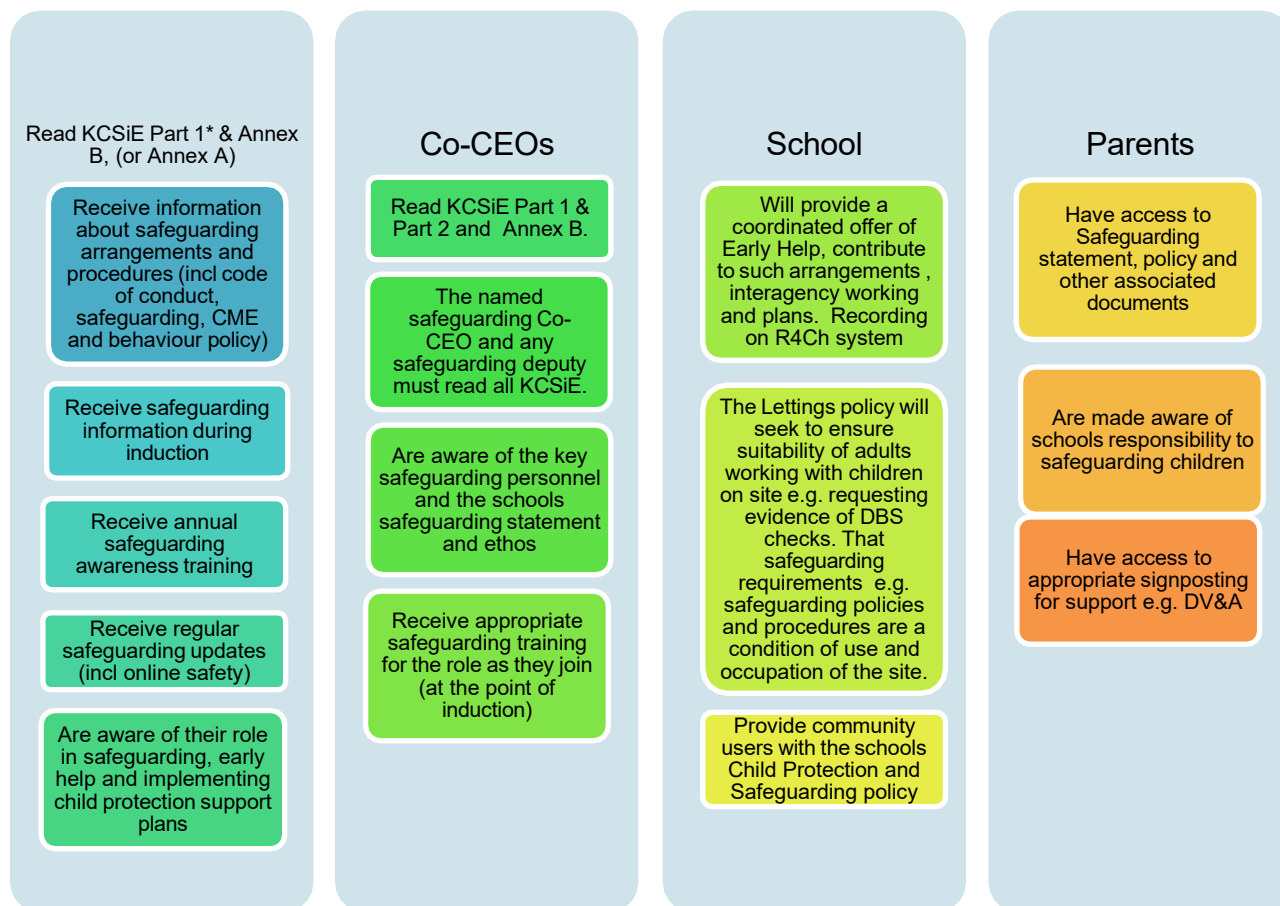 Read KCSiE Part 1* & Annex
B, (or Annex A)
Receive information
about safeguarding
arrangements and
procedures (incl code
of conduct,
safeguarding, CME
and behaviour policy)
Receive safeguarding
information during
induction
Receive annual
safeguarding
awareness training
Receive regular
safeguarding updates
(incl online safety)
Are aware of their role
in safeguarding, early
help and implementing
child protection support
plans
Co-CEOs
Read KCSiE Part 1 &
Part 2 and Annex B.
The named
safeguarding Co-
CEO and any
safeguarding deputy
must read all KCSiE.
Are aware of the key
safeguarding personnel
and the schools
safeguarding statement
and ethos
Receive appropriate
safeguarding training
for the role as they join
(at the point of
induction)
School
Will provide a
coordinated offer of
Early Help, contribute
to such arrangements ,
interagency working
and plans. Recording
on R4Ch system
The Lettings policy will
seek to ensure
suitability of adults
working with children
on site e.g. requesting
evidence of DBS
checks. That
safeguarding
requirements e.g.
safeguarding policies
and procedures are a
condition of use and
occupation of the site.
Provide community
users with the schools
Child Protection and
Safeguarding policy
Parents
Have access to
Safeguarding
statement, policy and
other associated
documents
Are made aware of
schools responsibility to
safeguarding children
Have access to
appropriate signposting
for support e.g. DV&A